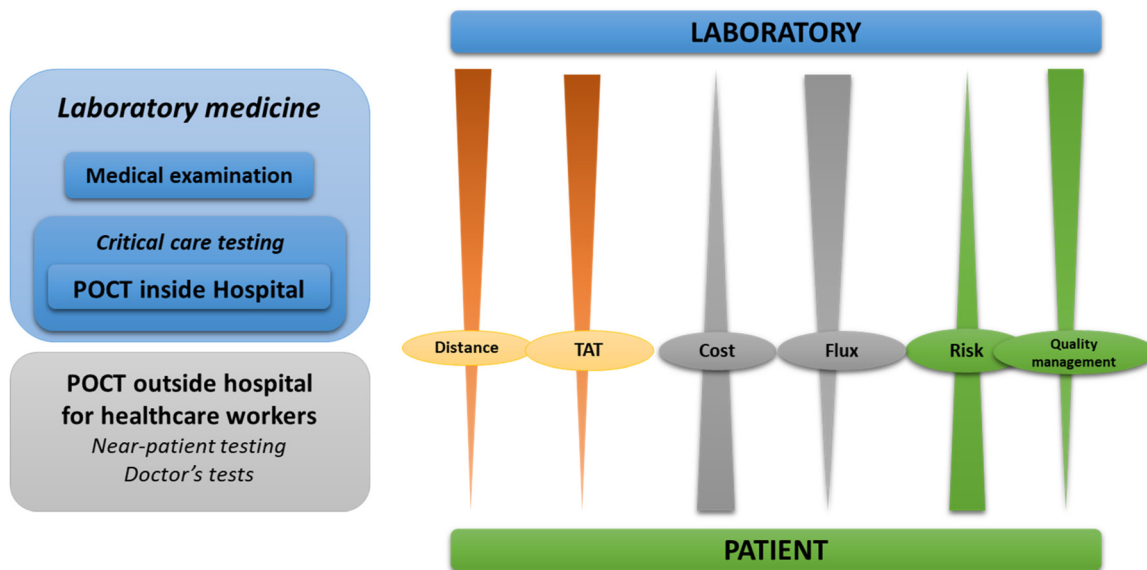 LABORATORY
Laboratory medicine
Medical examination
Critical care testing
POCT inside Hospital
POCT outside hospital
for healthcare workers
Near-patient testing
Doctor's tests
Distance
TAT
Cost
Flux
Risk
Quality
management
PATIENT